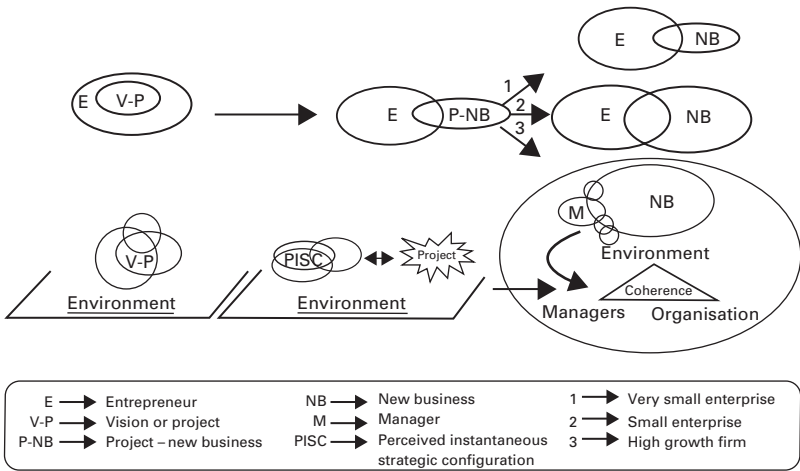 E
NB
E
V-P
E
P-NB
1
2
3
E
NB
V-P
Environment
PISC
Project
Environment
M
NB
Environment
Coherence
Managers
Organisation
E → Entrepreneur
V-P → Vision or project
P-NB → Project – new business
NB → New business
M → Manager
PISC → Perceived instantaneous
strategic configuration
1 → Very small enterprise
2 → Small enterprise
3 → High growth firm